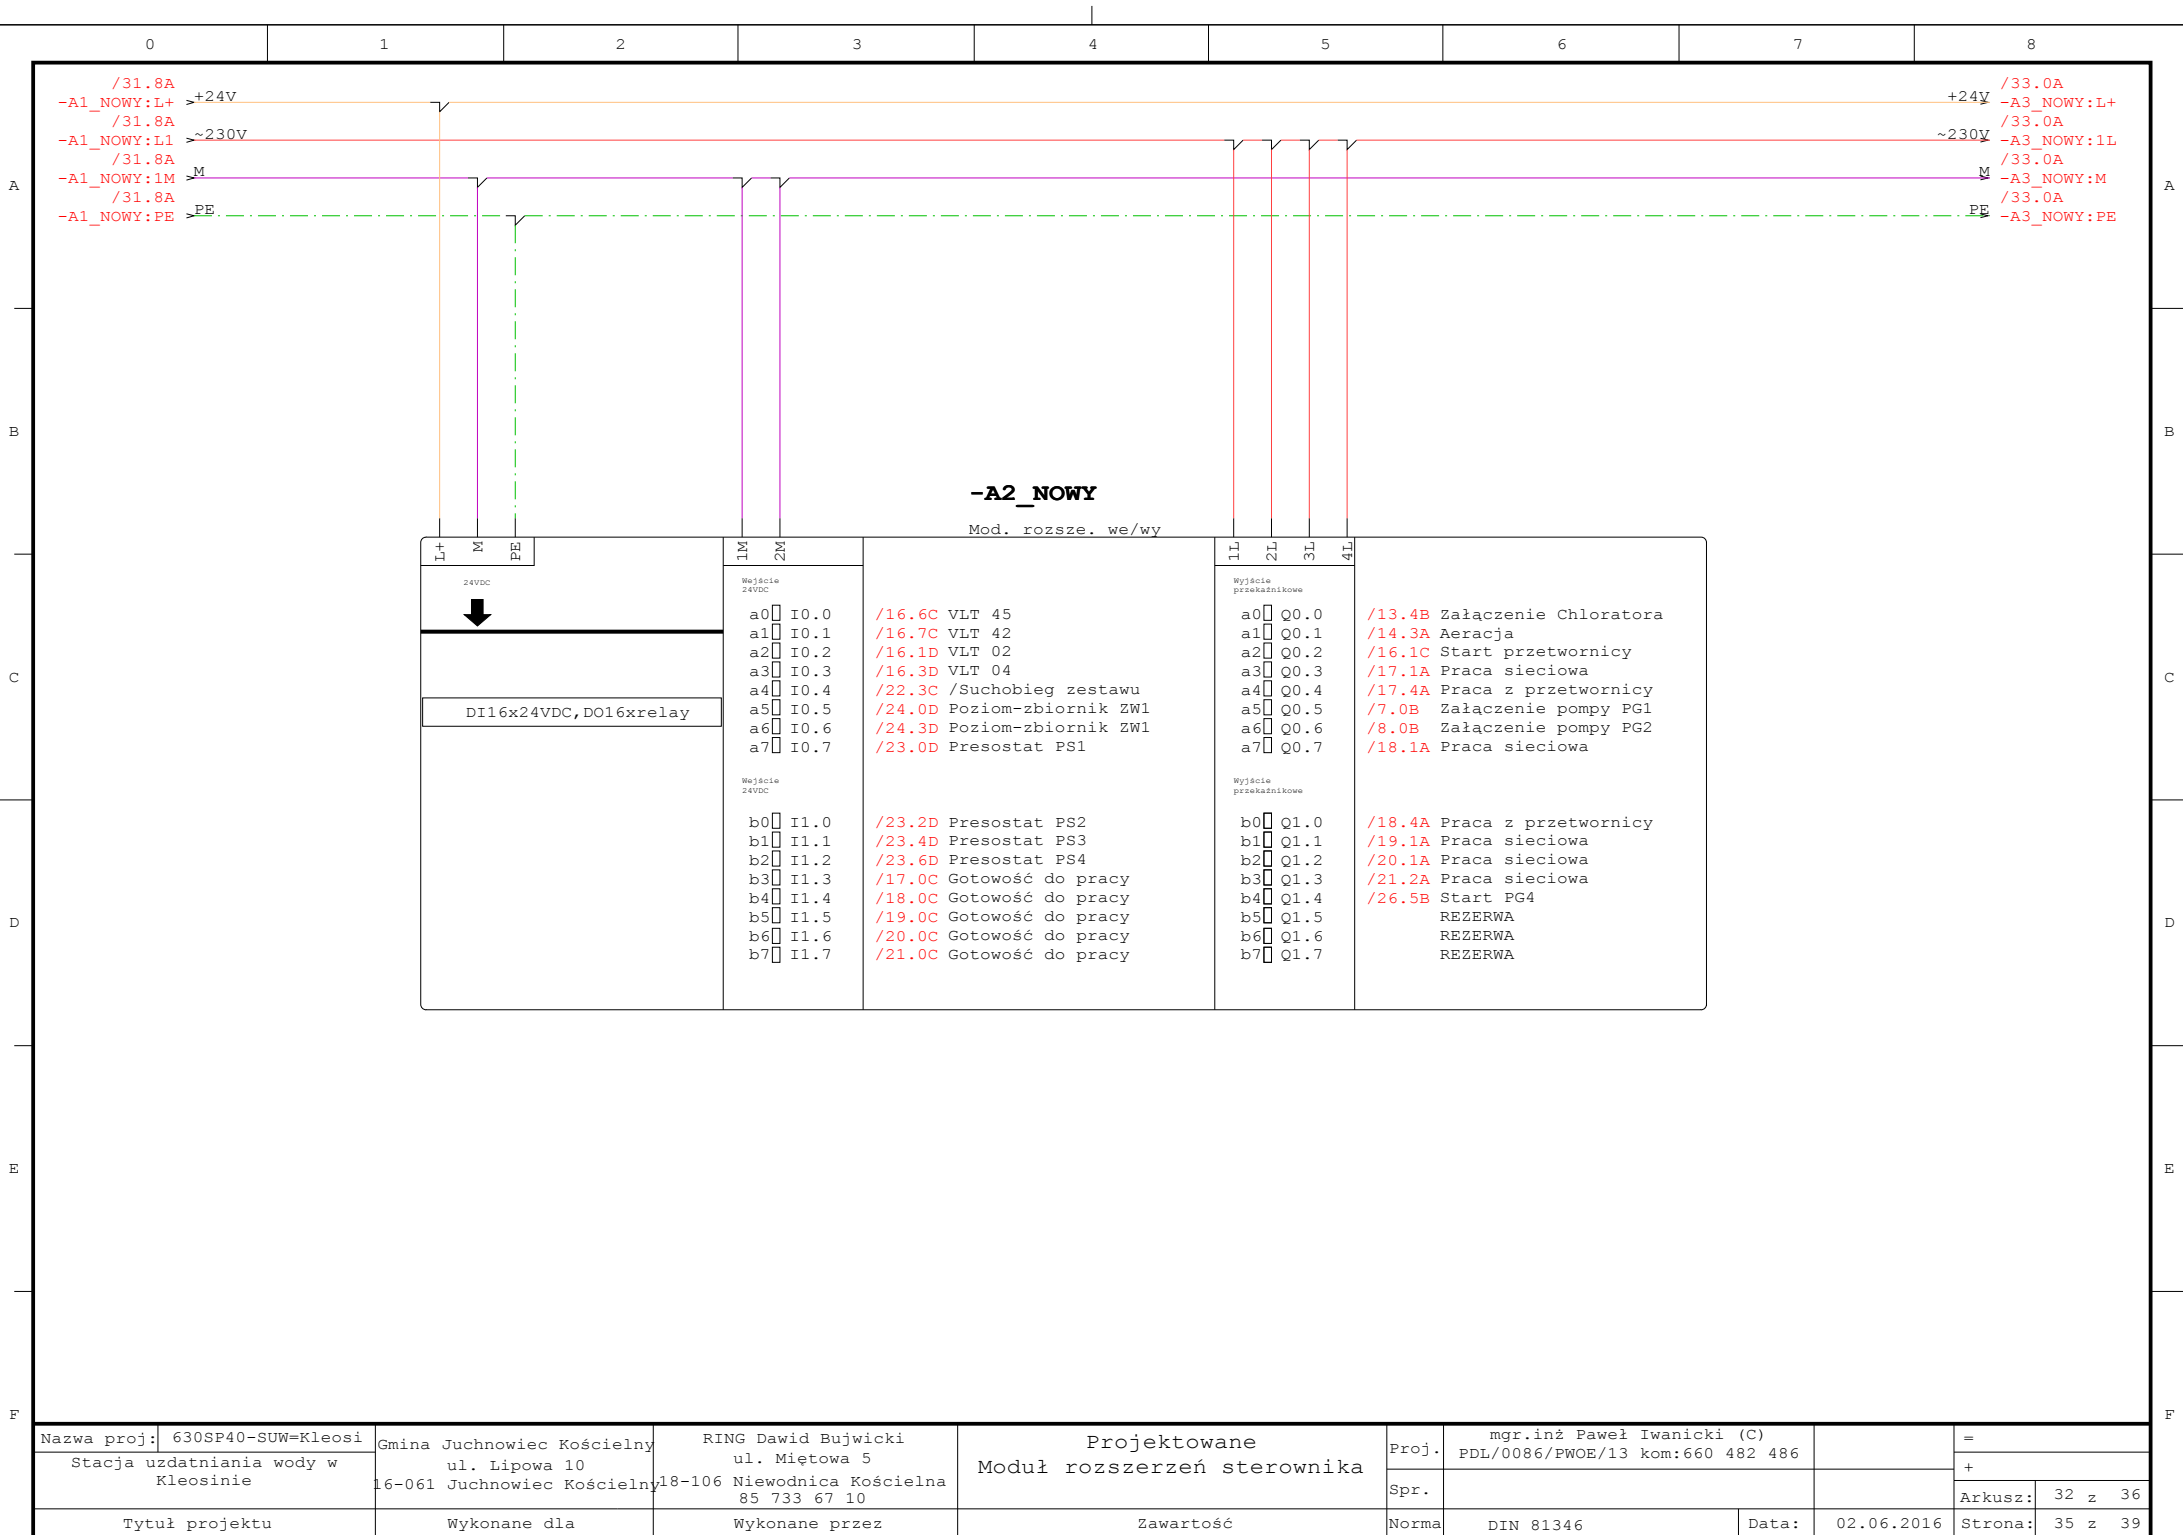 0 1 2 3 4 5 6 7 8
/31.8A
-A1_NOWY:L+ +24V
/31.8A
-A1_NOWY:L1 ~230V
/31.8A
-A1_NOWY:1M M
/31.8A
-A1_NOWY:PE PE
/33.0A
+24V -A3_NOWY:L+
/33.0A
~230V -A3_NOWY:1L
/33.0A
M -A3_NOWY:M
/33.0A
PE -A3_NOWY:PE
A A
B B
C C
D D
E E
F F
-A2_NOWY
Mod. rozsze. we/wy
L+ M PE 1M 2M 1L 2L 3L 4L
24VDC
DI16x24VDC,DO16xrelay
Wejście
24VDC
a0 I0.0 /16.6C VLT 45
a1 I0.1 /16.7C VLT 42
a2 I0.2 /16.1D VLT 02
a3 I0.3 /16.3D VLT 04
a4 I0.4 /22.3C /Suchobieg zestawu
a5 I0.5 /24.0D Poziom-zbiornik ZW1
a6 I0.6 /24.3D Poziom-zbiornik ZW1
a7 I0.7 /23.0D Presostat PS1
Wejście
24VDC
b0 I1.0 /23.2D Presostat PS2
b1 I1.1 /23.4D Presostat PS3
b2 I1.2 /23.6D Presostat PS4
b3 I1.3 /17.0C Gotowość do pracy
b4 I1.4 /18.0C Gotowość do pracy
b5 I1.5 /19.0C Gotowość do pracy
b6 I1.6 /20.0C Gotowość do pracy
b7 I1.7 /21.0C Gotowość do pracy
Wyjście
przekaźnikowe
a0 Q0.0 /13.4B Załączenie Chloratora
a1 Q0.1 /14.3A Aeracja
a2 Q0.2 /16.1C Start przetwornicy
a3 Q0.3 /17.1A Praca sieciowa
a4 Q0.4 /17.4A Praca z przetwornicy
a5 Q0.5 /7.0B Załączenie pompy PG1
a6 Q0.6 /8.0B Załączenie pompy PG2
a7 Q0.7 /18.1A Praca sieciowa
Wyjście
przekaźnikowe
b0 Q1.0 /18.4A Praca z przetwornicy
b1 Q1.1 /19.1A Praca sieciowa
b2 Q1.2 /20.1A Praca sieciowa
b3 Q1.3 /21.2A Praca sieciowa
b4 Q1.4 /26.5B Start PG4
b5 Q1.5 REZERWA
b6 Q1.6 REZERWA
b7 Q1.7 REZERWA
Nazwa proj: 630SP40-SUW=Kleosi
Stacja uzdatniania wody w
Kleosinie
Tytuł projektu
Gmina Juchnowiec Kościelny
ul. Lipowa 10
16-061 Juchnowiec Kościelny
Wykonane dla
RING Dawid Bujwicki
ul. Miętowa 5
18-106 Niewodnica Kościelna
85 733 67 10
Wykonane przez
Projektowane
Moduł rozszerzeń sterownika
Zawartość
Proj. mgr.inż Paweł Iwanicki (C)
PDL/0086/PWOE/13 kom:660 482 486
Spr.
Norma DIN 81346 Data: 02.06.2016
=
+
Arkusz: 32 z 36
Strona: 35 z 39